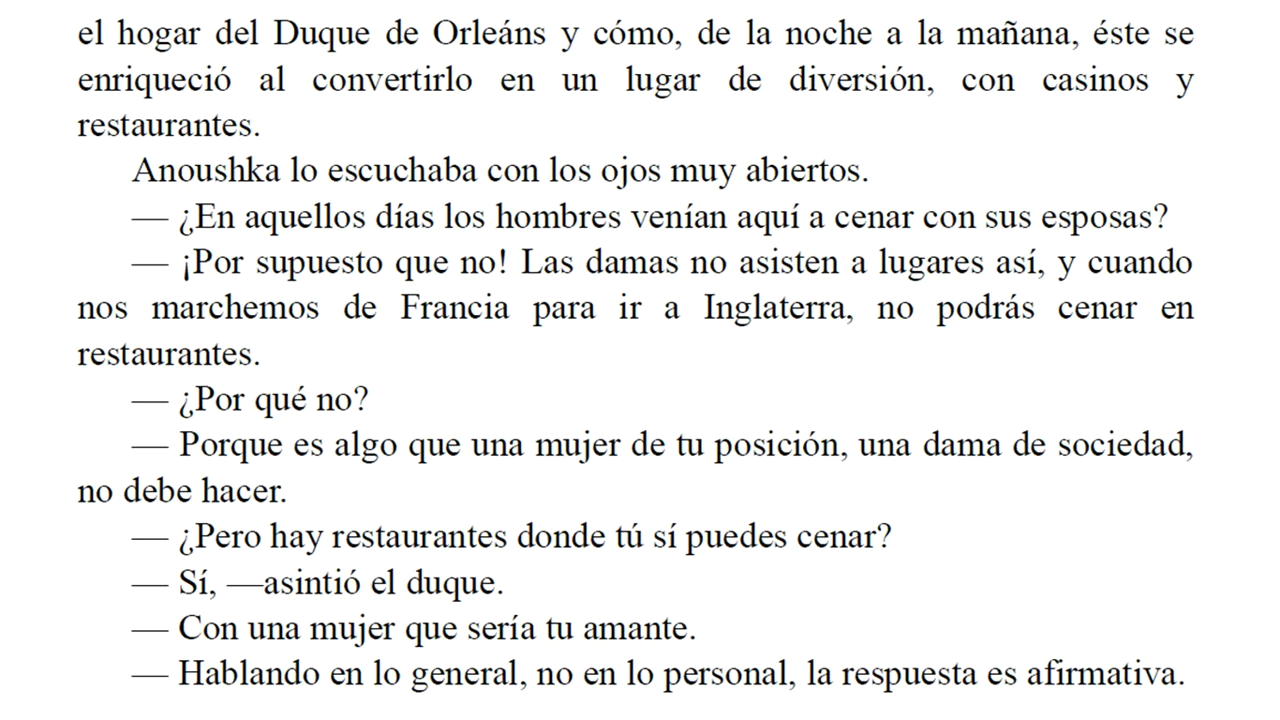 el hogar del Duque de Orleáns y cómo, de la noche a la mañana, éste se
enriqueció al convertirlo en un lugar de diversión, con casinos y
restaurantes.
Anoushka lo escuchaba con los ojos muy abiertos.
— ¿En aquellos días los hombres venían aquí a cenar con sus esposas?
— ¡Por supuesto que no! Las damas no asisten a lugares así, y cuando
nos marchemos de Francia para ir a Inglaterra, no podrás cenar en
restaurantes.
— ¿Por qué no?
— Porque es algo que una mujer de tu posición, una dama de sociedad,
no debe hacer.
— ¿Pero hay restaurantes donde tú sí puedes cenar?
— Sí, —asintió el duque.
— Con una mujer que sería tu amante.
— Hablando en lo general, no en lo personal, la respuesta es afirmativa.